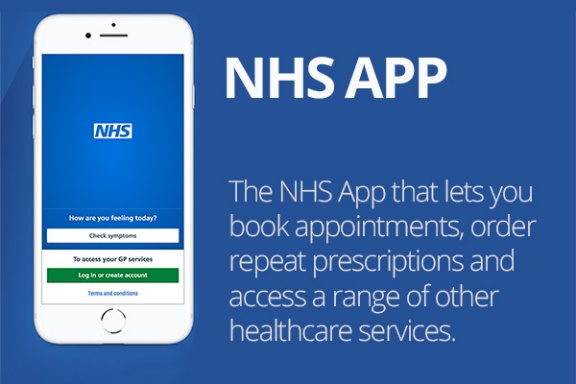 NHS APP
The NHS App that lets you
book appointments, order
repeat prescriptions and
access a range of other
healthcare services.
NHS
How are you feeling today?
Check symptoms
To access your GP services
Log in or create account
Terms and conditions